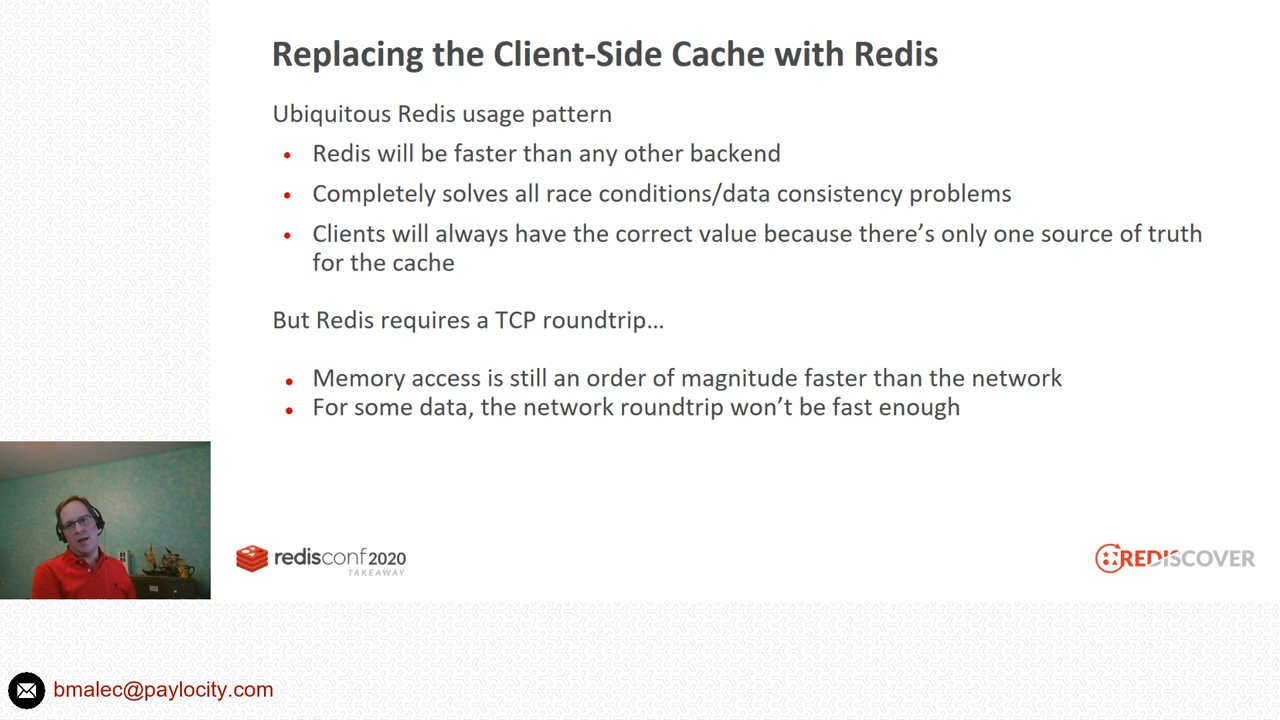 Replacing the Client-Side Cache with Redis
Ubiquitous Redis usage pattern
• Redis will be faster than any other backend
• Completely solves all race conditions/data consistency problems
• Clients will always have the correct value because there’s only one source of truth
for the cache
But Redis requires a TCP roundtrip…
• Memory access is still an order of magnitude faster than the network
• For some data, the network roundtrip won’t be fast enough
redisconf 2020
TAKEAWAY
REDISCOVER
bmalec@paylocity.com